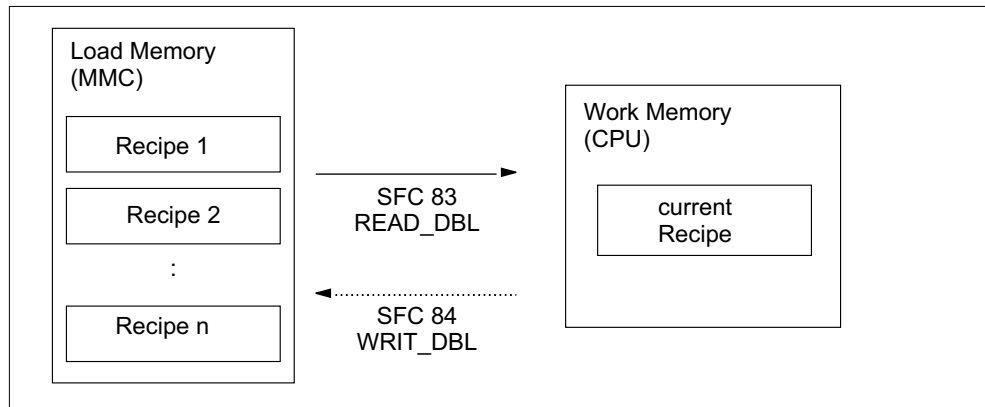 Load Memory
(MMC)
Recipe 1
Recipe 2
:
Recipe n
SFC 83
READ_DBL
SFC 84
WRIT_DBL
Work Memory
(CPU)
current
Recipe